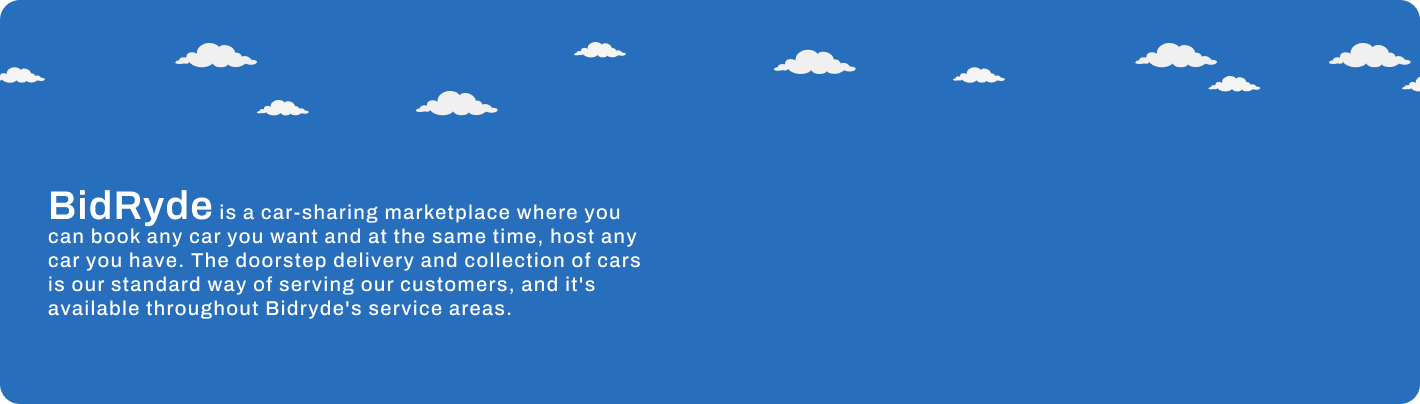 BidRyde is a car-sharing marketplace where you
can book any car you want and at the same time, host any
car you have. The doorstep delivery and collection of cars
is our standard way of serving our customers, and it's
available throughout Bidryde's service areas.